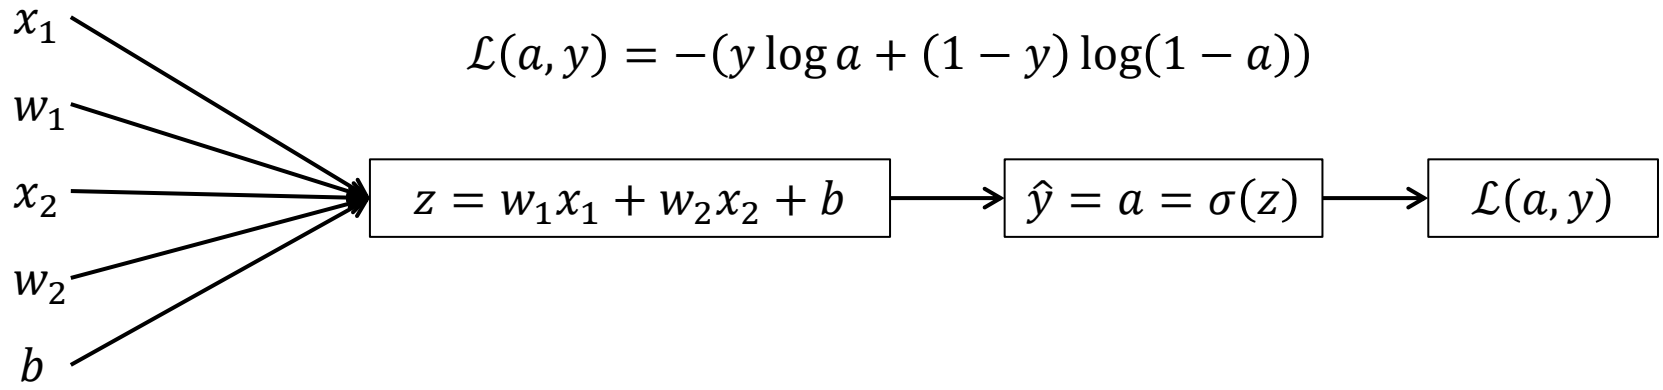 x₁
ℒ(a, y) = −(y log a + (1 − y) log(1 − a))
w₁
x₂
z = w₁x₁ + w₂x₂ + b
ŷ = a = σ(z)
ℒ(a, y)
w₂
b